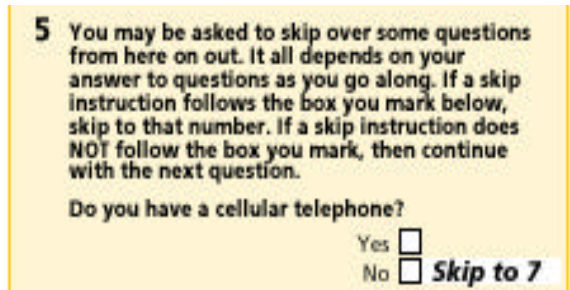 5 You may be asked to skip over some questions
from here on out. It all depends on your
answer to questions as you go along. If a skip
instruction follows the box you mark below,
skip to that number. If a skip instruction does
NOT follow the box you mark, then continue
with the next question.
Do you have a cellular telephone?
Yes
No Skip to 7